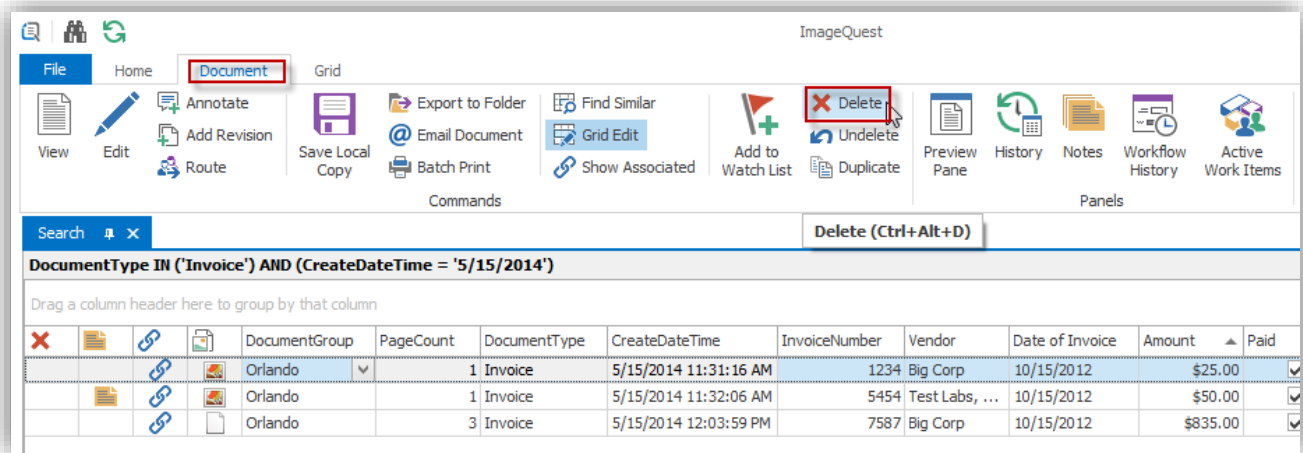 ImageQuest
File Home Document Grid
View Edit Annotate Save Local Copy Export to Folder Find Similar Add to Watch List Delete Preview Pane History Notes Workflow History Active Work Items
Add Revision Email Document Grid Edit Undelete
Route Batch Print Show Associated Duplicate
Commands Panels
Search Delete (Ctrl+Alt+D)
DocumentType IN ('Invoice') AND (CreateDateTime = '5/15/2014')
Drag a column header here to group by that column
DocumentGroup PageCount DocumentType CreateDateTime InvoiceNumber Vendor Date of Invoice Amount Paid
Orlando 1 Invoice 5/15/2014 11:31:16 AM 1234 Big Corp 10/15/2012 $25.00
Orlando 1 Invoice 5/15/2014 11:32:06 AM 5454 Test Labs, ... 10/15/2012 $50.00
Orlando 3 Invoice 5/15/2014 12:03:59 PM 7587 Big Corp 10/15/2012 $835.00